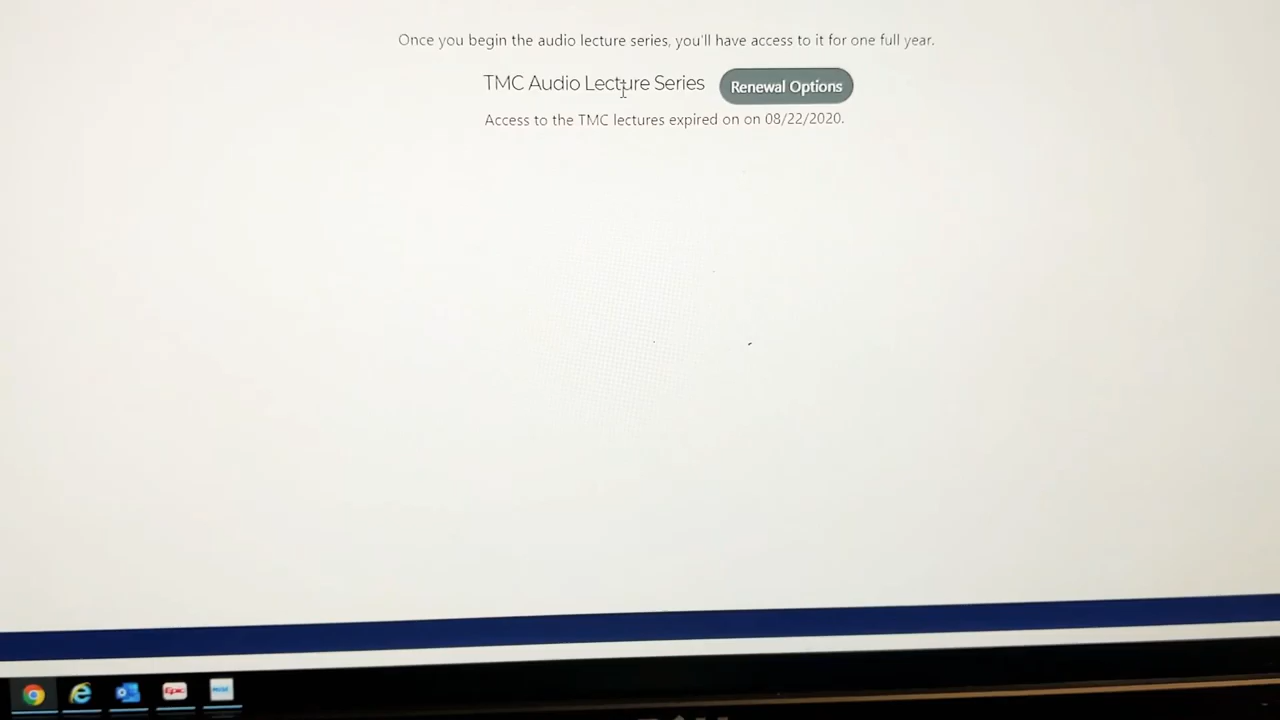 Once you begin the audio lecture series, you'll have access to it for one full year.
TMC Audio Lecture Series
Renewal Options
Access to the TMC lectures expired on on 08/22/2020.
Epic